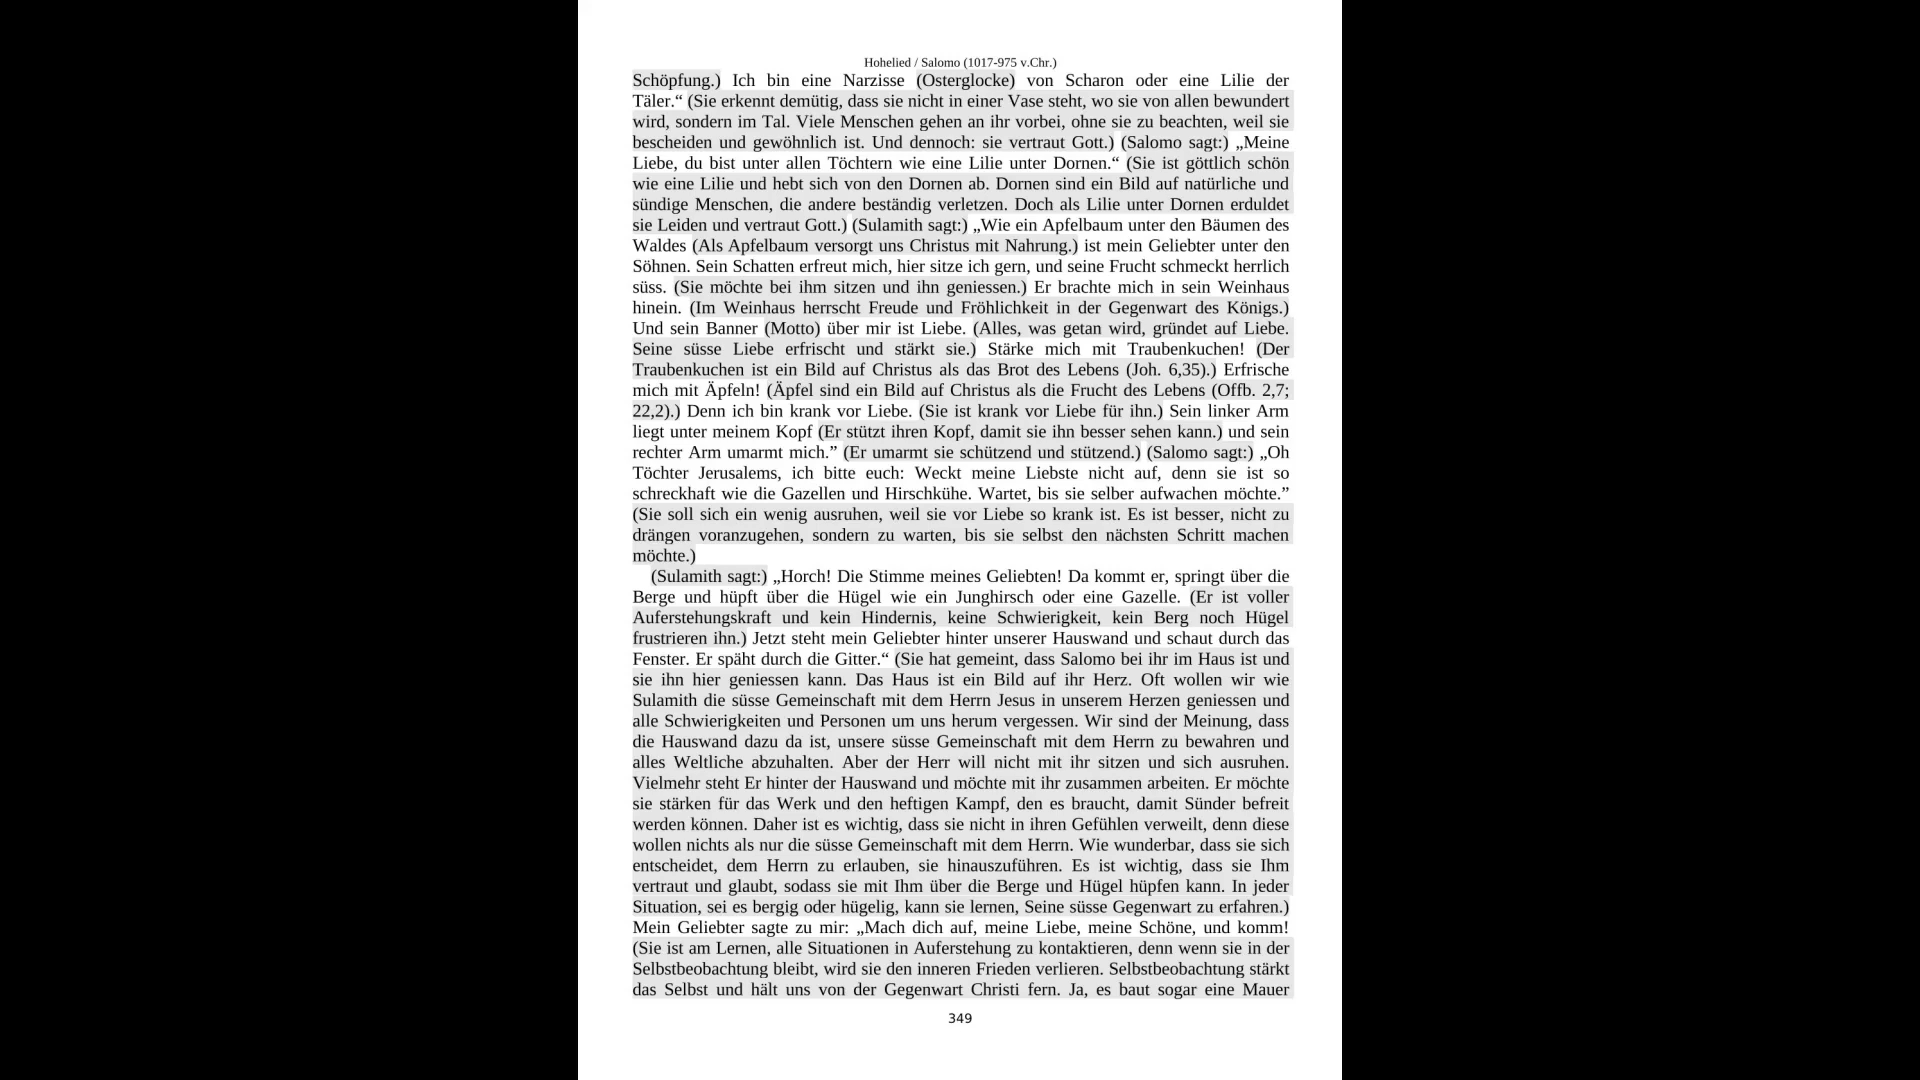 Hohelied / Salomo (1017-975 v.Chr.)
Schöpfung.) Ich bin eine Narzisse (Osterglocke) von Scharon oder eine Lilie der
Täler.“ (Sie erkennt demütig, dass sie nicht in einer Vase steht, wo sie von allen bewundert
wird, sondern im Tal. Viele Menschen gehen an ihr vorbei, ohne sie zu beachten, weil sie
bescheiden und gewöhnlich ist. Und dennoch: sie vertraut Gott.) (Salomo sagt:) „Meine
Liebe, du bist unter allen Töchtern wie eine Lilie unter Dornen.“ (Sie ist göttlich schön
wie eine Lilie und hebt sich von den Dornen ab. Dornen sind ein Bild auf natürliche und
sündige Menschen, die andere beständig verletzen. Doch als Lilie unter Dornen erduldet
sie Leiden und vertraut Gott.) (Sulamith sagt:) „Wie ein Apfelbaum unter den Bäumen des
Waldes (Als Apfelbaum versorgt uns Christus mit Nahrung.) ist mein Geliebter unter den
Söhnen. Sein Schatten erfreut mich, hier sitze ich gern, und seine Frucht schmeckt herrlich
süss. (Sie möchte bei ihm sitzen und ihn geniessen.) Er brachte mich in sein Weinhaus
hinein. (Im Weinhaus herrscht Freude und Fröhlichkeit in der Gegenwart des Königs.)
Und sein Banner (Motto) über mir ist Liebe. (Alles, was getan wird, gründet auf Liebe.
Seine süsse Liebe erfrischt und stärkt sie.) Stärke mich mit Traubenkuchen! (Der
Traubenkuchen ist ein Bild auf Christus als das Brot des Lebens (Joh. 6,35).) Erfrische
mich mit Äpfeln! (Äpfel sind ein Bild auf Christus als die Frucht des Lebens (Offb. 2,7;
22,2).) Denn ich bin krank vor Liebe. (Sie ist krank vor Liebe für ihn.) Sein linker Arm
liegt unter meinem Kopf (Er stützt ihren Kopf, damit sie ihn besser sehen kann.) und sein
rechter Arm umarmt mich.” (Er umarmt sie schützend und stützend.) (Salomo sagt:) „Oh
Töchter Jerusalems, ich bitte euch: Weckt meine Liebste nicht auf, denn sie ist so
schreckhaft wie die Gazellen und Hirschkühe. Wartet, bis sie selber aufwachen möchte.”
(Sie soll sich ein wenig ausruhen, weil sie vor Liebe so krank ist. Es ist besser, nicht zu
drängen voranzugehen, sondern zu warten, bis sie selbst den nächsten Schritt machen
möchte.)
(Sulamith sagt:) „Horch! Die Stimme meines Geliebten! Da kommt er, springt über die
Berge und hüpft über die Hügel wie ein Junghirsch oder eine Gazelle. (Er ist voller
Auferstehungskraft und kein Hindernis, keine Schwierigkeit, kein Berg noch Hügel
frustrieren ihn.) Jetzt steht mein Geliebter hinter unserer Hauswand und schaut durch das
Fenster. Er späht durch die Gitter.“ (Sie hat gemeint, dass Salomo bei ihr im Haus ist und
sie ihn hier geniessen kann. Das Haus ist ein Bild auf ihr Herz. Oft wollen wir wie
Sulamith die süsse Gemeinschaft mit dem Herrn Jesus in unserem Herzen geniessen und
alle Schwierigkeiten und Personen um uns herum vergessen. Wir sind der Meinung, dass
die Hauswand dazu da ist, unsere süsse Gemeinschaft mit dem Herrn zu bewahren und
alles Weltliche abzuhalten. Aber der Herr will nicht mit ihr sitzen und sich ausruhen.
Vielmehr steht Er hinter der Hauswand und möchte mit ihr zusammen arbeiten. Er möchte
sie stärken für das Werk und den heftigen Kampf, den es braucht, damit Sünder befreit
werden können. Daher ist es wichtig, dass sie nicht in ihren Gefühlen verweilt, denn diese
wollen nichts als nur die süsse Gemeinschaft mit dem Herrn. Wie wunderbar, dass sie sich
entscheidet, dem Herrn zu erlauben, sie hinauszuführen. Es ist wichtig, dass sie Ihm
vertraut und glaubt, sodass sie mit Ihm über die Berge und Hügel hüpfen kann. In jeder
Situation, sei es bergig oder hügelig, kann sie lernen, Seine süsse Gegenwart zu erfahren.)
Mein Geliebter sagte zu mir: „Mach dich auf, meine Liebe, meine Schöne, und komm!
(Sie ist am Lernen, alle Situationen in Auferstehung zu kontaktieren, denn wenn sie in der
Selbstbeobachtung bleibt, wird sie den inneren Frieden verlieren. Selbstbeobachtung stärkt
das Selbst und hält uns von der Gegenwart Christi fern. Ja, es baut sogar eine Mauer
349